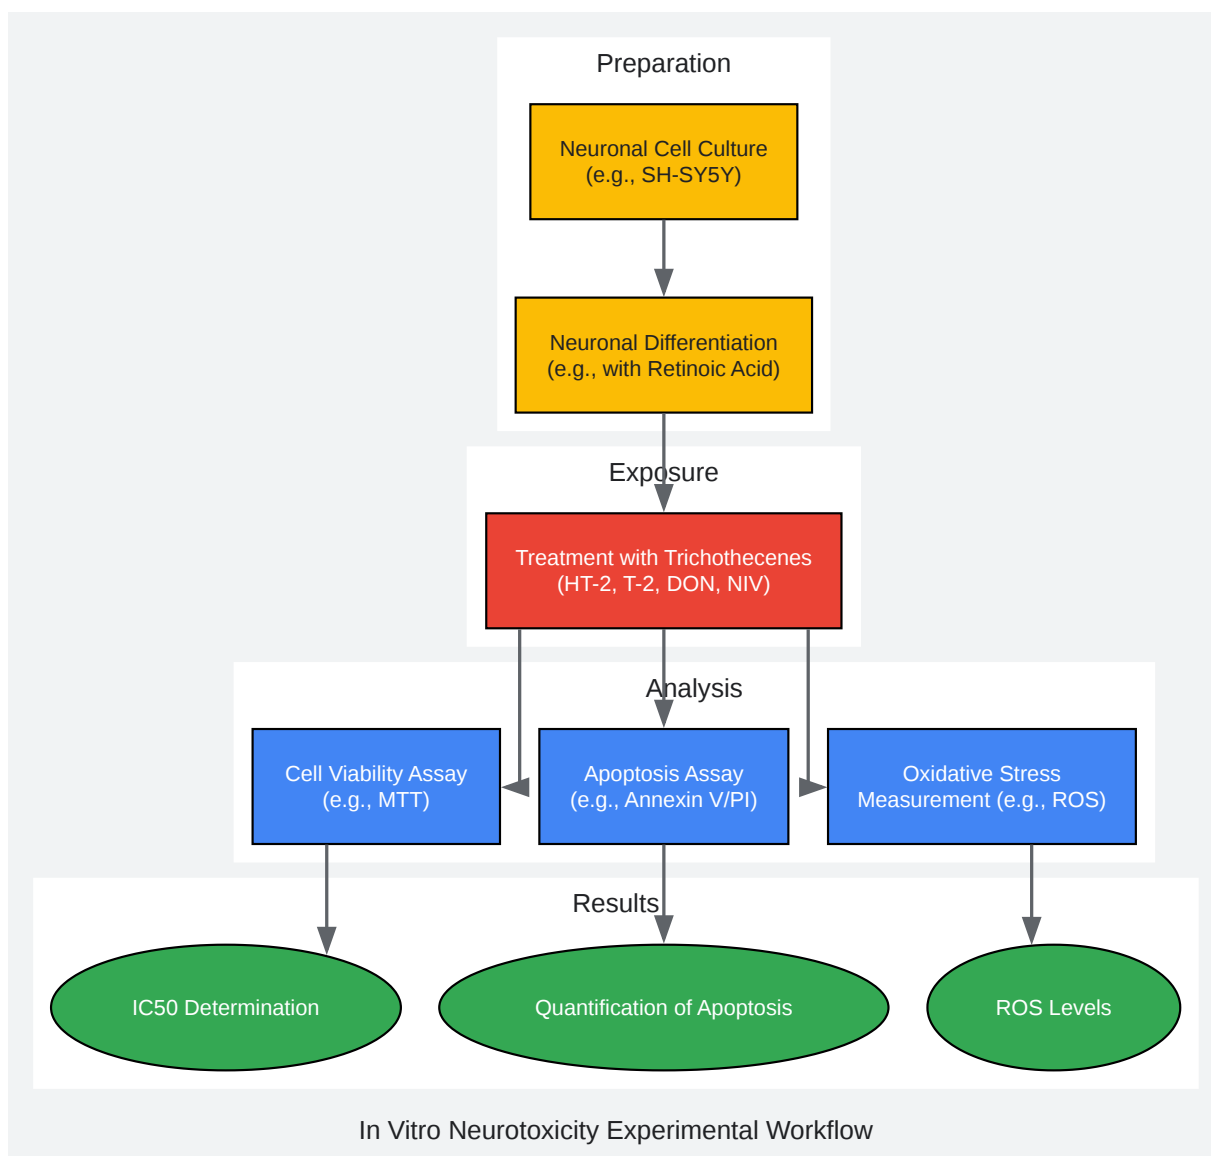 Preparation
Neuronal Cell Culture
(e.g., SH-SY5Y)
Neuronal Differentiation
(e.g., with Retinoic Acid)
Exposure
Treatment with Trichothecenes
(HT-2, T-2, DON, NIV)
Analysis
Cell Viability Assay
(e.g., MTT)
Apoptosis Assay
(e.g., Annexin V/PI)
Oxidative Stress
Measurement (e.g., ROS)
Results
IC50 Determination
Quantification of Apoptosis
ROS Levels
In Vitro Neurotoxicity Experimental Workflow